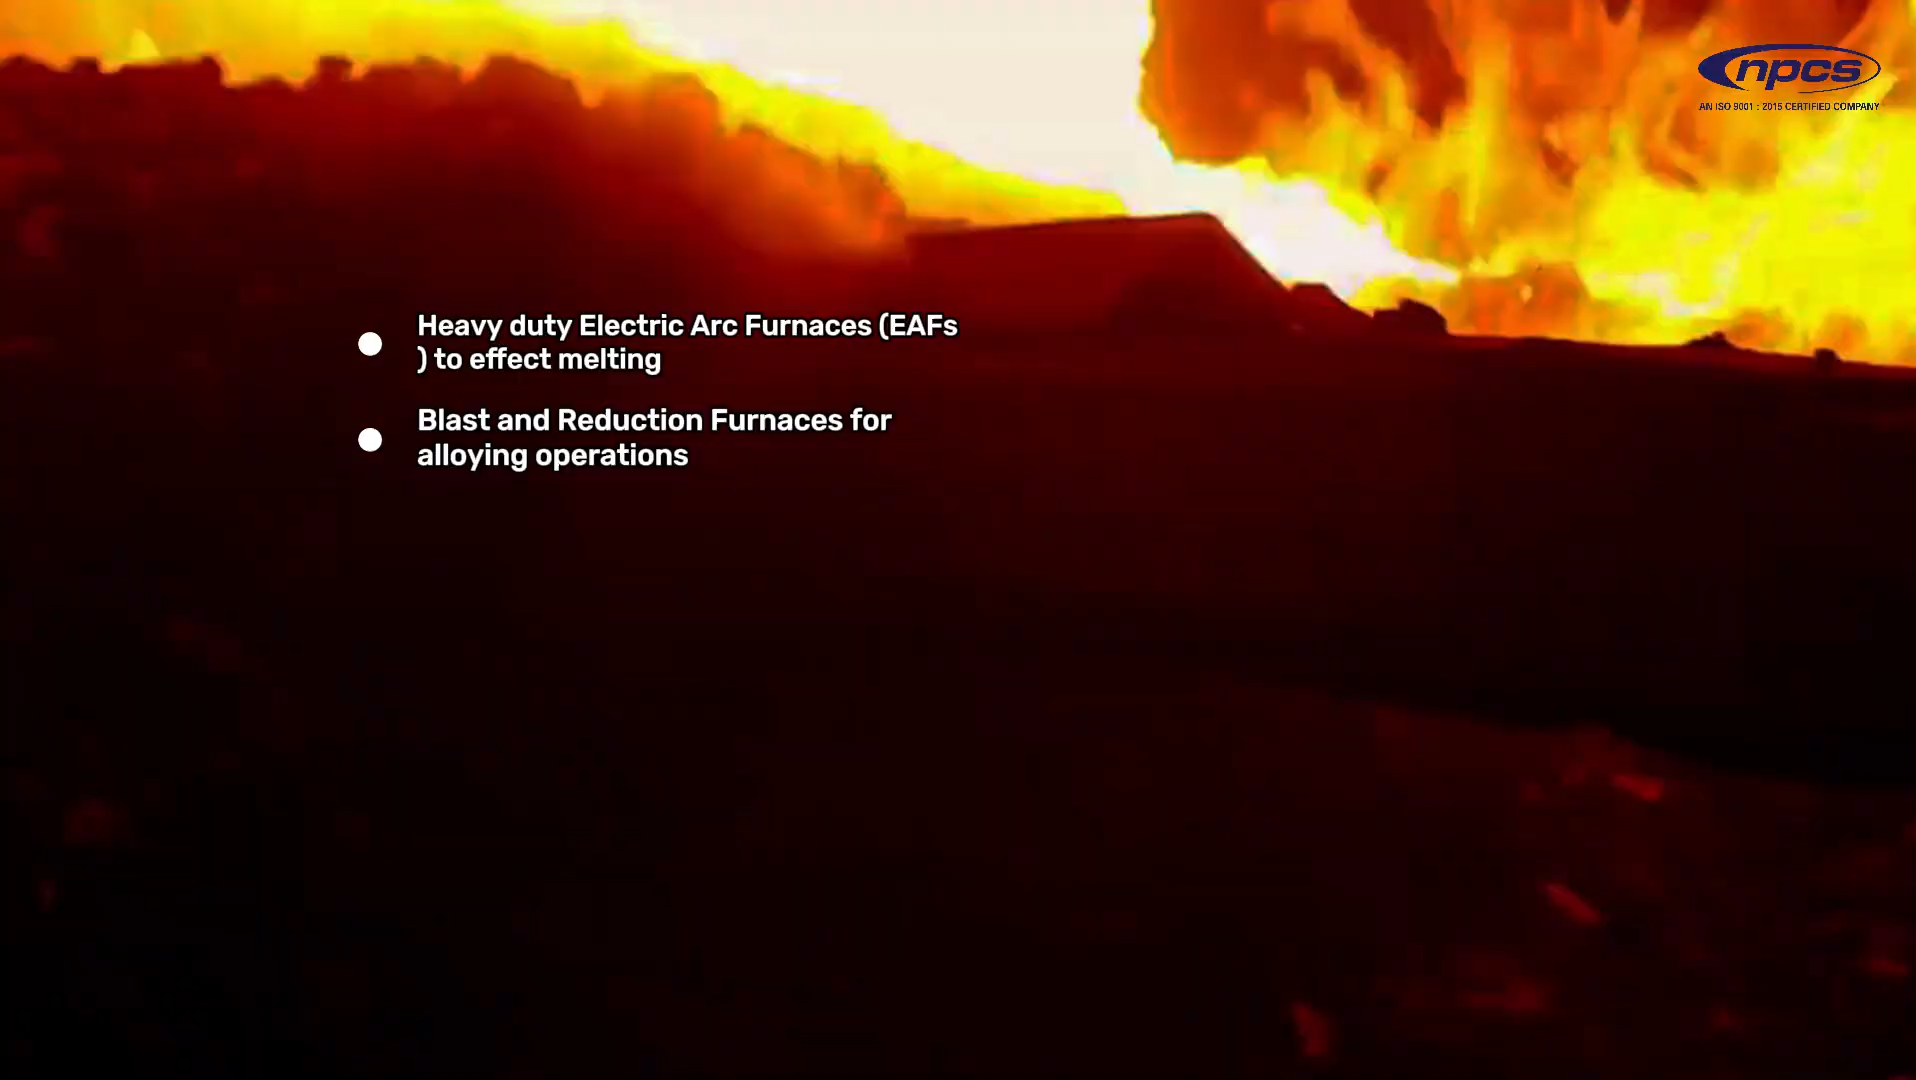 npcs
AN ISO 9001 : 2015 CERTIFIED COMPANY
Heavy duty Electric Arc Furnaces (EAFs
) to effect melting
Blast and Reduction Furnaces for
alloying operations